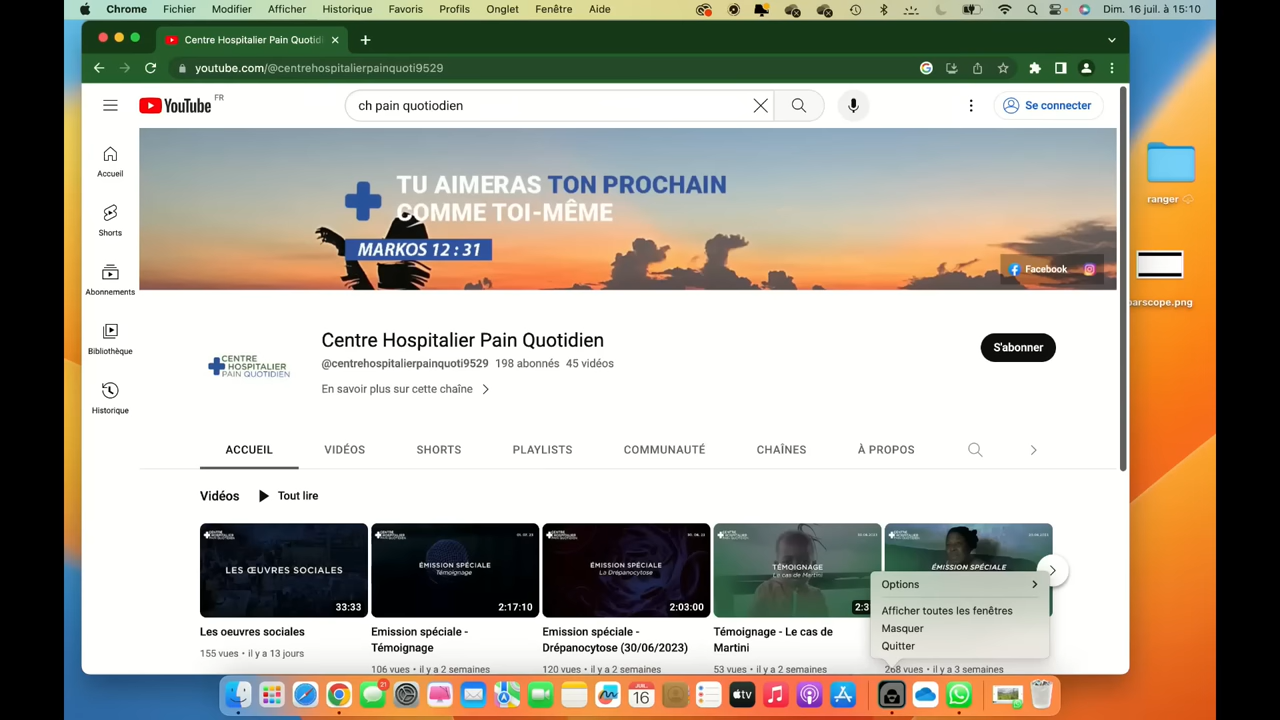 Chrome Fichier Modifier Afficher Historique Favoris Profils Onglet Fenêtre Aide
Dim. 16 juil. à 15:10
Centre Hospitalier Pain Quotid
youtube.com/@centrehospitalierpainquoti9529
YouTube FR
ch pain quotiodien
Se connecter
Accueil
Shorts
Abonnements
Bibliothèque
Historique
TU AIMERAS TON PROCHAIN
COMME TOI-MÊME
MARKOS 12 : 31
Facebook
ranger
parscope.png
CENTRE
HOSPITALIER
PAIN QUOTIDIEN
Centre Hospitalier Pain Quotidien
@centrehospitalierpainquoti9529 198 abonnés 45 vidéos
En savoir plus sur cette chaîne
S'abonner
ACCUEIL VIDÉOS SHORTS PLAYLISTS COMMUNAUTÉ CHAÎNES À PROPOS
Vidéos Tout lire
LES ŒUVRES SOCIALES
33:33
ÉMISSION SPÉCIALE
Témoignage
2:17:10
ÉMISSION SPÉCIALE
La Drépanocytose
2:03:00
TÉMOIGNAGE
Le cas de Martini
2:3
ÉMISSION SPÉCIALE
Options
Afficher toutes les fenêtres
Masquer
Quitter
Les oeuvres sociales
155 vues • il y a 13 jours
Emission spéciale -
Témoignage
106 vues • il y a 2 semaines
Emission spéciale -
Drépanocytose (30/06/2023)
120 vues • il y a 2 semaines
Témoignage - Le cas de
Martini
53 vues • il y a 2 semaines
268 vues • il y a 3 semaines
21
JUIL.
16
tv